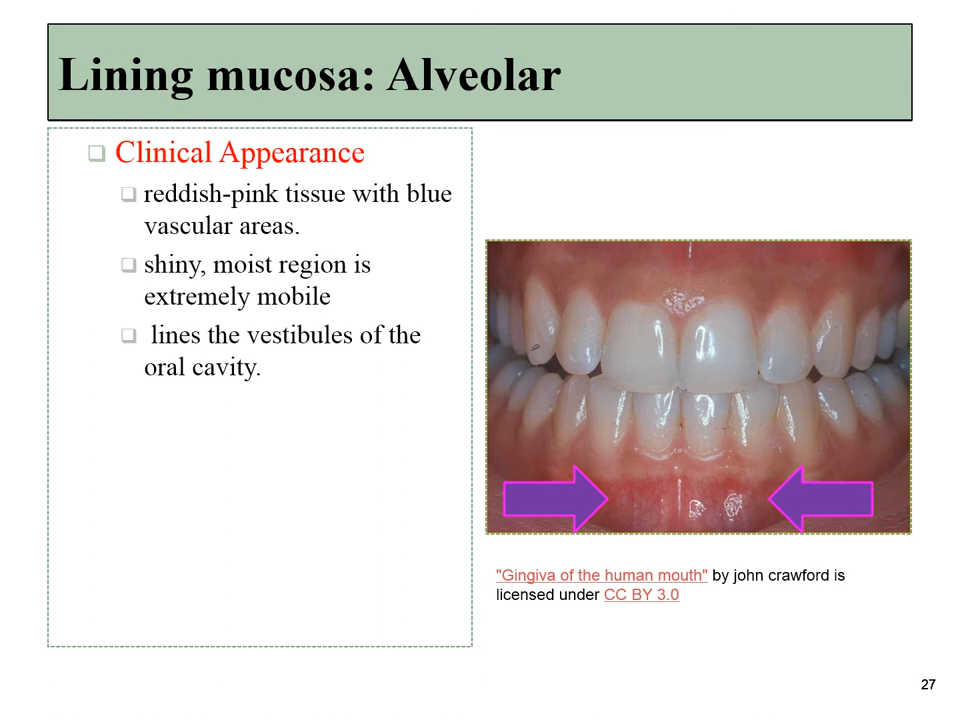 Lining mucosa: Alveolar
Clinical Appearance
reddish-pink tissue with blue
vascular areas.
shiny, moist region is
extremely mobile
lines the vestibules of the
oral cavity.
"Gingiva of the human mouth" by john crawford is
licensed under CC BY 3.0
27